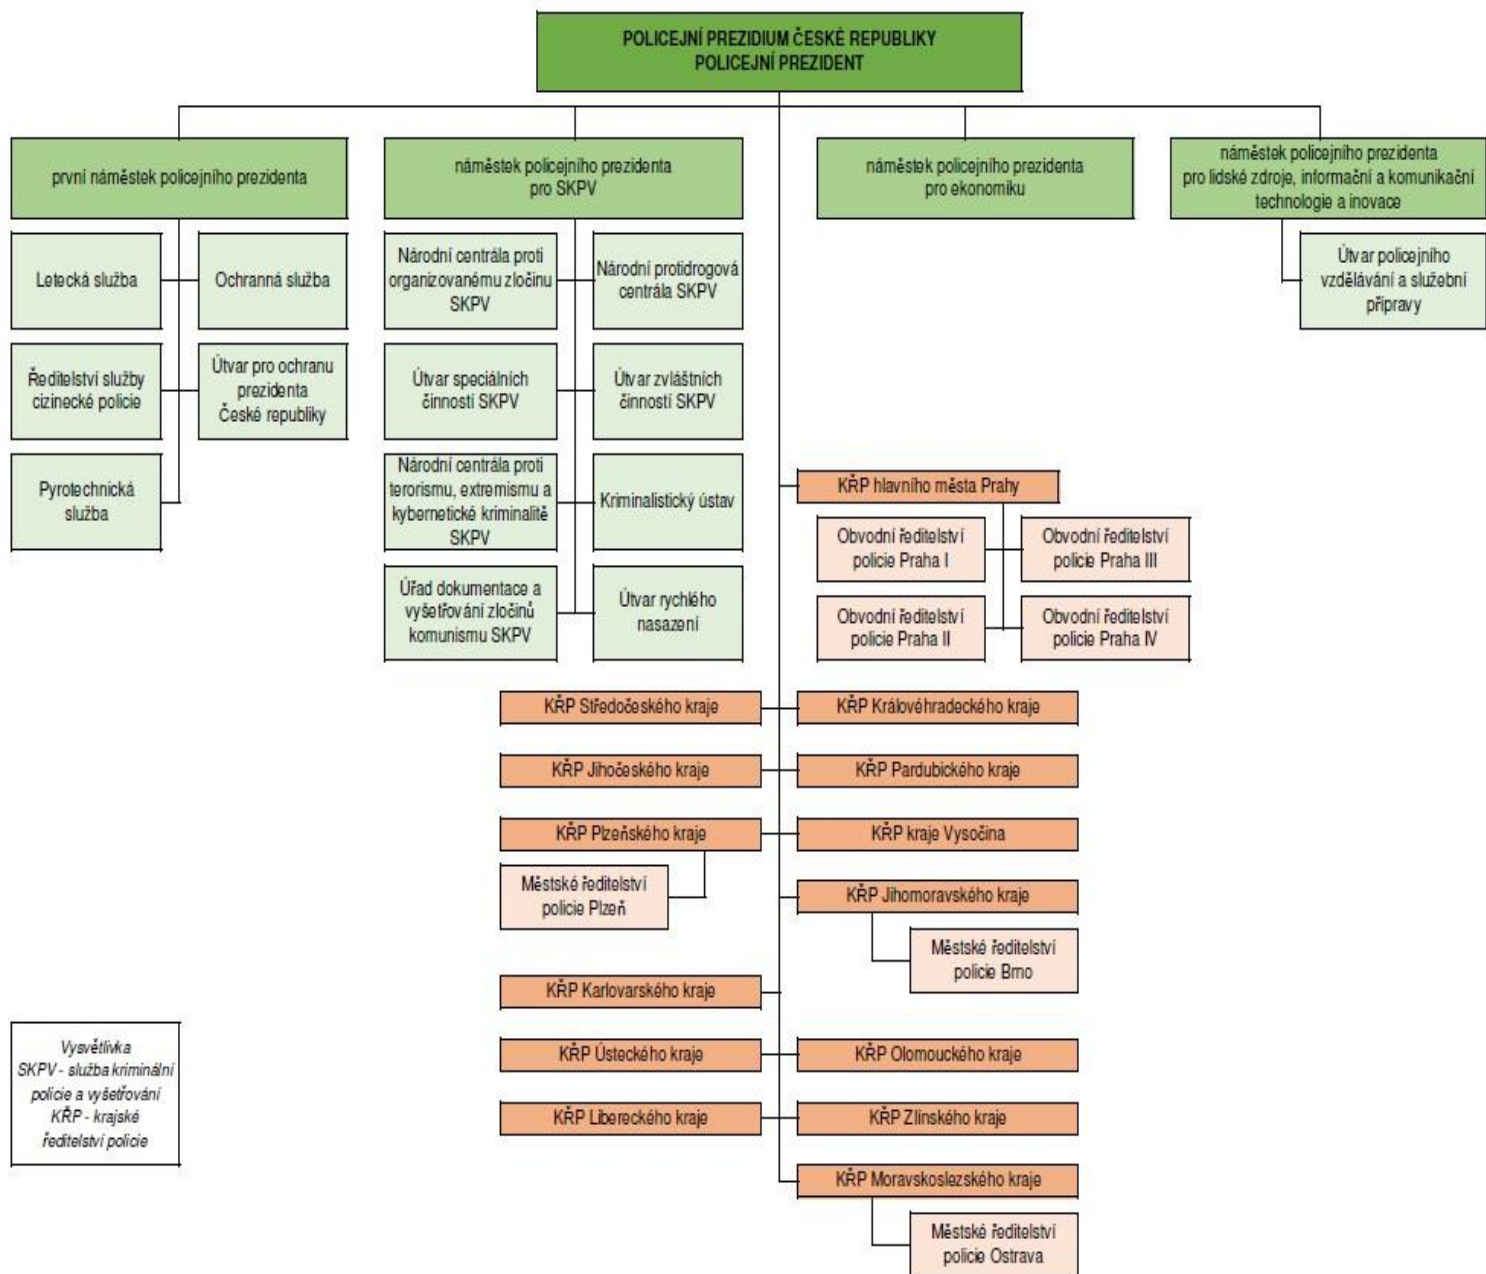 POLICEJNÍ PREZIDIUM ČESKÉ REPUBLIKY
POLICEJNÍ PREZIDENT
první náměstek policejního prezidenta
náměstek policejního prezidenta
pro SKPV
náměstek policejního prezidenta
pro ekonomiku
náměstek policejního prezidenta
pro lidské zdroje, informační a komunikační
technologie a inovace
Letecká služba
Ochranná služba
Ředitelství služby
cizinecké policie
Útvar pro ochranu
prezidenta
České republiky
Pyrotechnická
služba
Národní centrála proti
organizovanému zločinu
SKPV
Národní protidrogová
centrála SKPV
Útvar speciálních
činností SKPV
Útvar zvláštních
činností SKPV
Národní centrála proti
terorismu, extremismu a
kybernetické kriminalitě
SKPV
Kriminalistický ústav
Úřad dokumentace a
vyšetřování zločinů
komunismu SKPV
Útvar rychlého
nasazení
Útvar policejního
vzdělávání a služební
přípravy
KŘP hlavního města Prahy
Obvodní ředitelství
policie Praha I
Obvodní ředitelství
policie Praha III
Obvodní ředitelství
policie Praha II
Obvodní ředitelství
policie Praha IV
KŘP Středočeského kraje
KŘP Královéhradeckého kraje
KŘP Jihočeského kraje
KŘP Pardubického kraje
KŘP Plzeňského kraje
KŘP kraje Vysočina
Městské ředitelství
policie Plzeň
KŘP Jihomoravského kraje
Městské ředitelství
policie Brno
KŘP Karlovarského kraje
KŘP Ústeckého kraje
KŘP Olomouckého kraje
KŘP Libereckého kraje
KŘP Zlínského kraje
KŘP Moravskoslezského kraje
Městské ředitelství
policie Ostrava
Vysvětlivka
SKPV - služba kriminální
policie a vyšetřování
KŘP - krajské
ředitelství policie